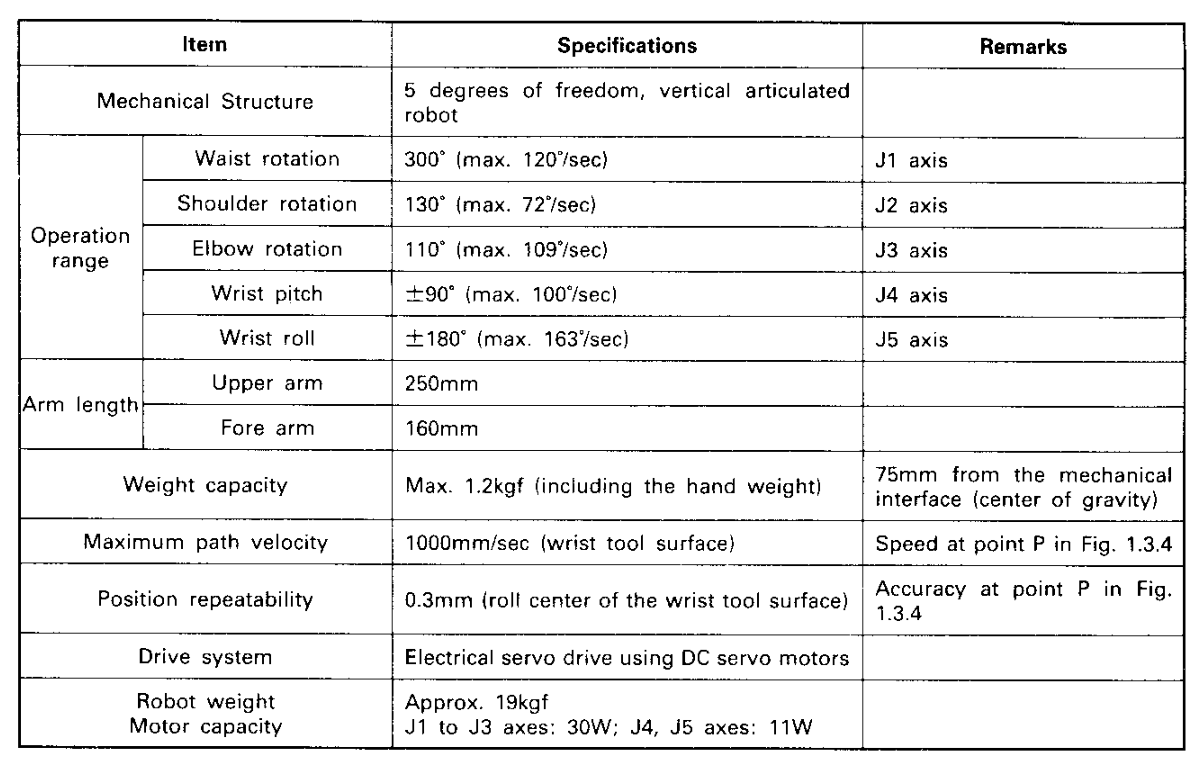 Item Specifications Remarks
Mechanical Structure 5 degrees of freedom, vertical articulated
robot
Operation
range
Waist rotation 300° (max. 120°/sec) J1 axis
Shoulder rotation 130° (max. 72°/sec) J2 axis
Elbow rotation 110° (max. 109°/sec) J3 axis
Wrist pitch ±90° (max. 100°/sec) J4 axis
Wrist roll ±180° (max. 163°/sec) J5 axis
Arm length
Upper arm 250mm
Fore arm 160mm
Weight capacity Max. 1.2kgf (including the hand weight) 75mm from the mechanical
interface (center of gravity)
Maximum path velocity 1000mm/sec (wrist tool surface) Speed at point P in Fig. 1.3.4
Position repeatability 0.3mm (roll center of the wrist tool surface) Accuracy at point P in Fig.
1.3.4
Drive system Electrical servo drive using DC servo motors
Robot weight Approx. 19kgf
Motor capacity J1 to J3 axes: 30W; J4, J5 axes: 11W